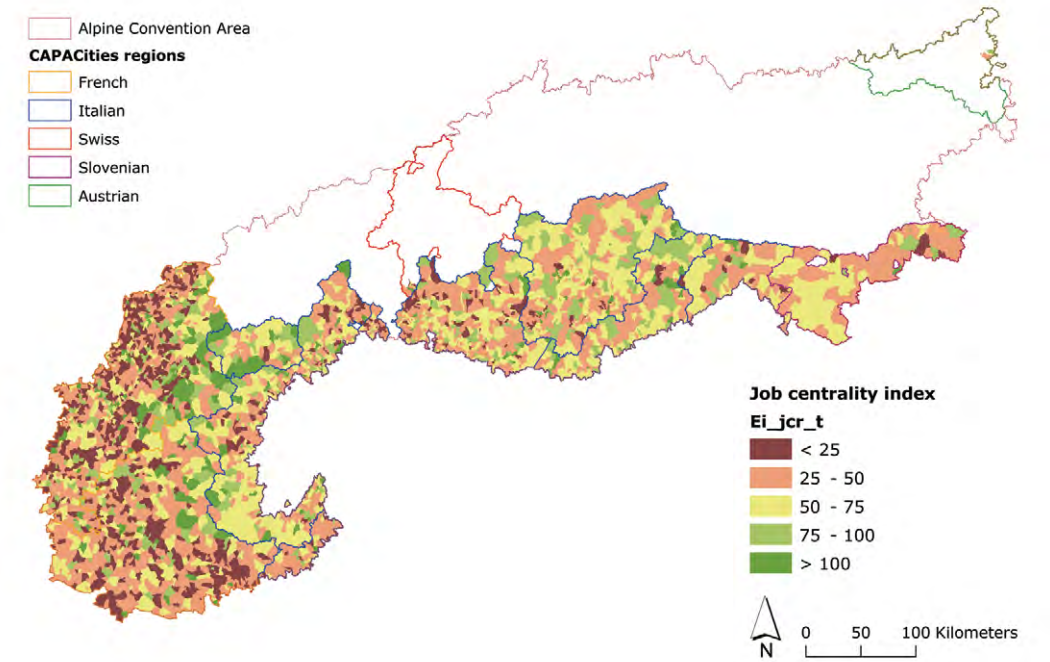 Alpine Convention Area
CAPACities regions
French
Italian
Swiss
Slovenian
Austrian
Job centrality index
Ei_jcr_t
< 25
25 - 50
50 - 75
75 - 100
> 100
N
0 50 100 Kilometers